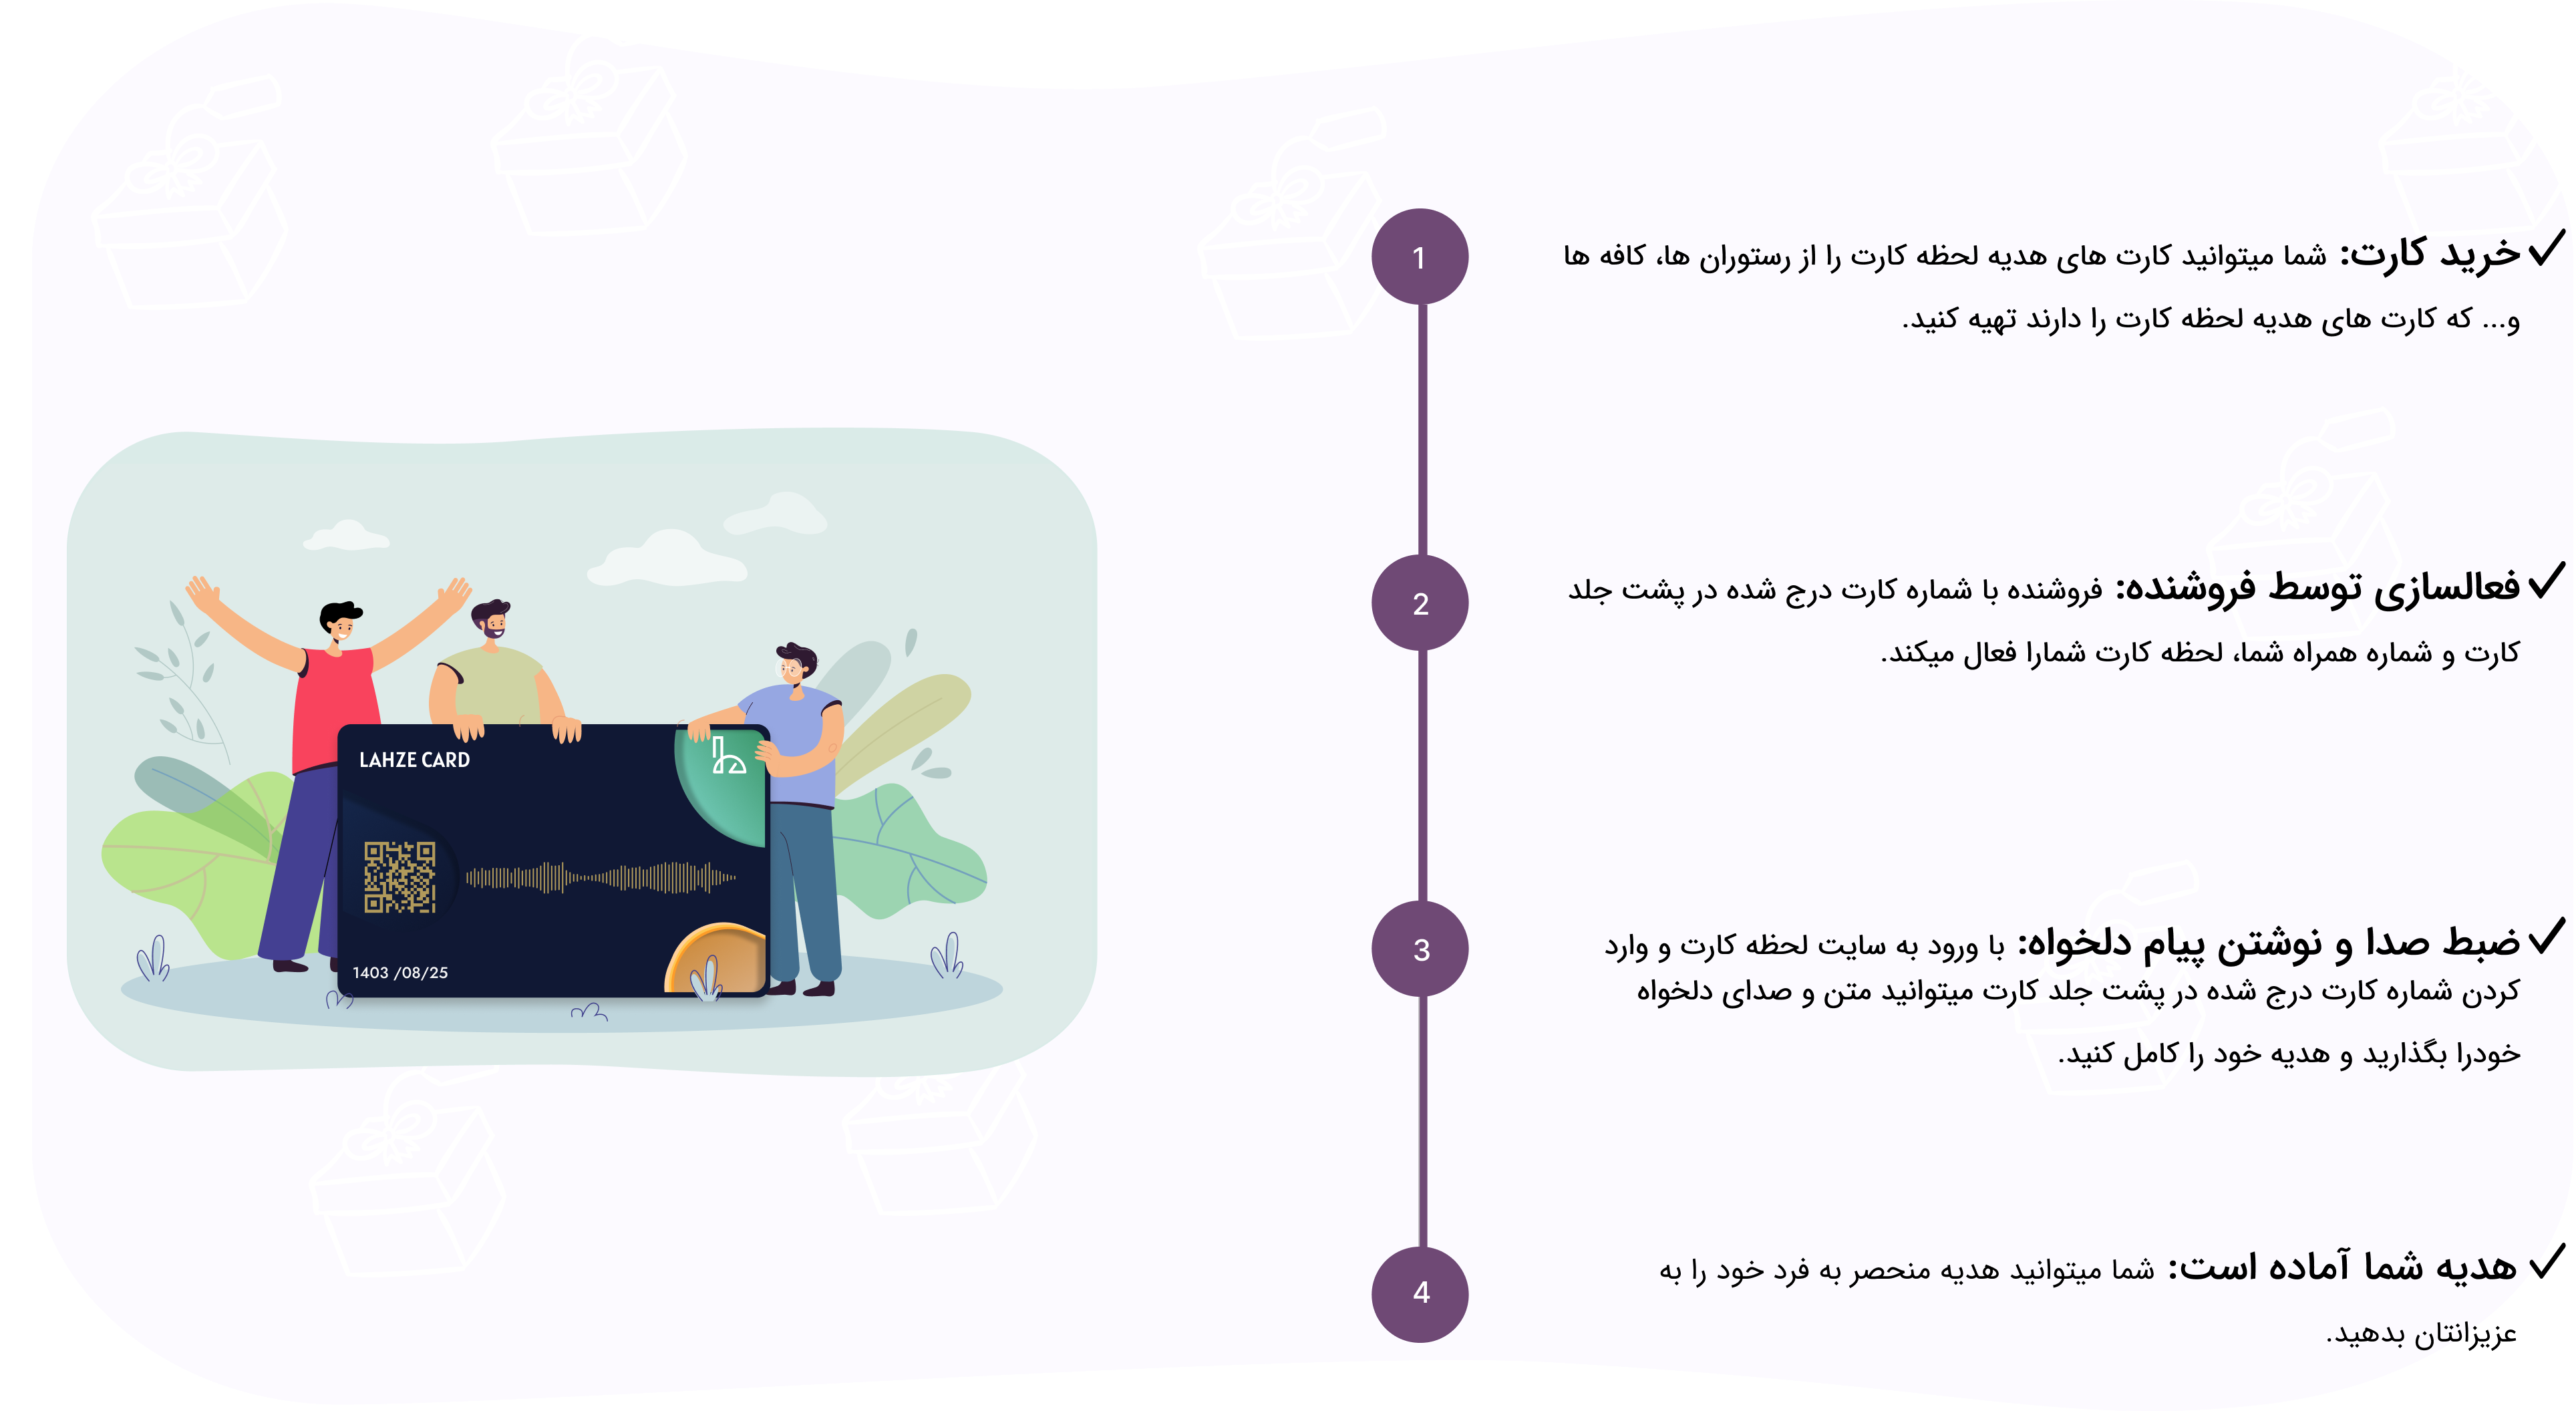 1
خرید کارت: شما میتوانید کارت های هدیه لحظه کارت را از رستوران ها، کافه ها
و... که کارت های هدیه لحظه کارت را دارند تهیه کنید.
2
فعالسازی توسط فروشنده: فروشنده با شماره کارت درج شده در پشت جلد
کارت و شماره همراه شما، لحظه کارت شمارا فعال میکند.
3
ضبط صدا و نوشتن پیام دلخواه: با ورود به سایت لحظه کارت و وارد
کردن شماره کارت درج شده در پشت جلد کارت میتوانید متن و صدای دلخواه
خودرا بگذارید و هدیه خود را کامل کنید.
4
هدیه شما آماده است: شما میتوانید هدیه منحصر به فرد خود را به
عزیزانتان بدهید.
LAHZE CARD
1403 /08/25